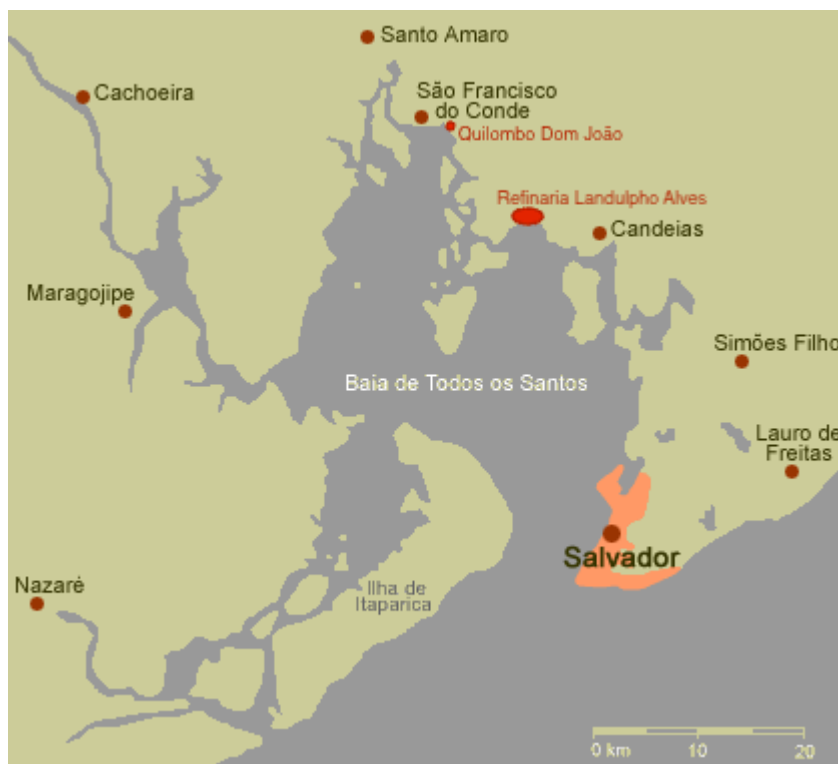 Santo Amaro
Cachoeira
São Francisco
do Conde
Quilombo Dom João
Refinaria Landulpho Alves
Candeias
Maragojipe
Simões Filho
Baia de Todos os Santos
Lauro de
Freitas
Salvador
Nazaré
Ilha de
Itaparica
0 km 10 20